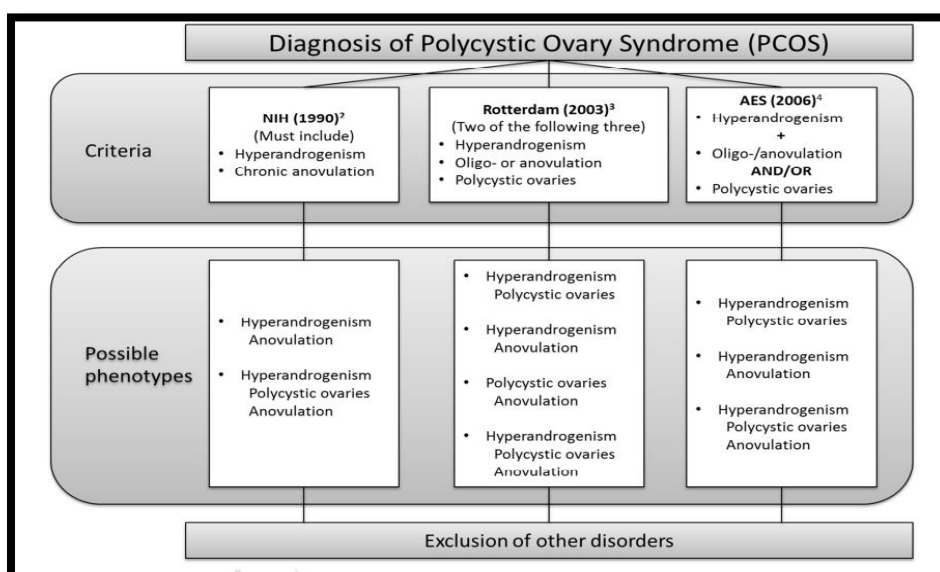 Diagnosis of Polycystic Ovary Syndrome (PCOS)
Criteria
NIH (1990)²
(Must include)
• Hyperandrogenism
• Chronic anovulation
Rotterdam (2003)³
(Two of the following three)
• Hyperandrogenism
• Oligo- or anovulation
• Polycystic ovaries
AES (2006)⁴
• Hyperandrogenism
+
• Oligo-/anovulation
AND/OR
• Polycystic ovaries
Possible
phenotypes
• Hyperandrogenism
Anovulation
• Hyperandrogenism
Polycystic ovaries
Anovulation
• Hyperandrogenism
Polycystic ovaries
• Hyperandrogenism
Anovulation
• Polycystic ovaries
Anovulation
• Hyperandrogenism
Polycystic ovaries
Anovulation
• Hyperandrogenism
Polycystic ovaries
• Hyperandrogenism
Anovulation
• Hyperandrogenism
Polycystic ovaries
Anovulation
Exclusion of other disorders